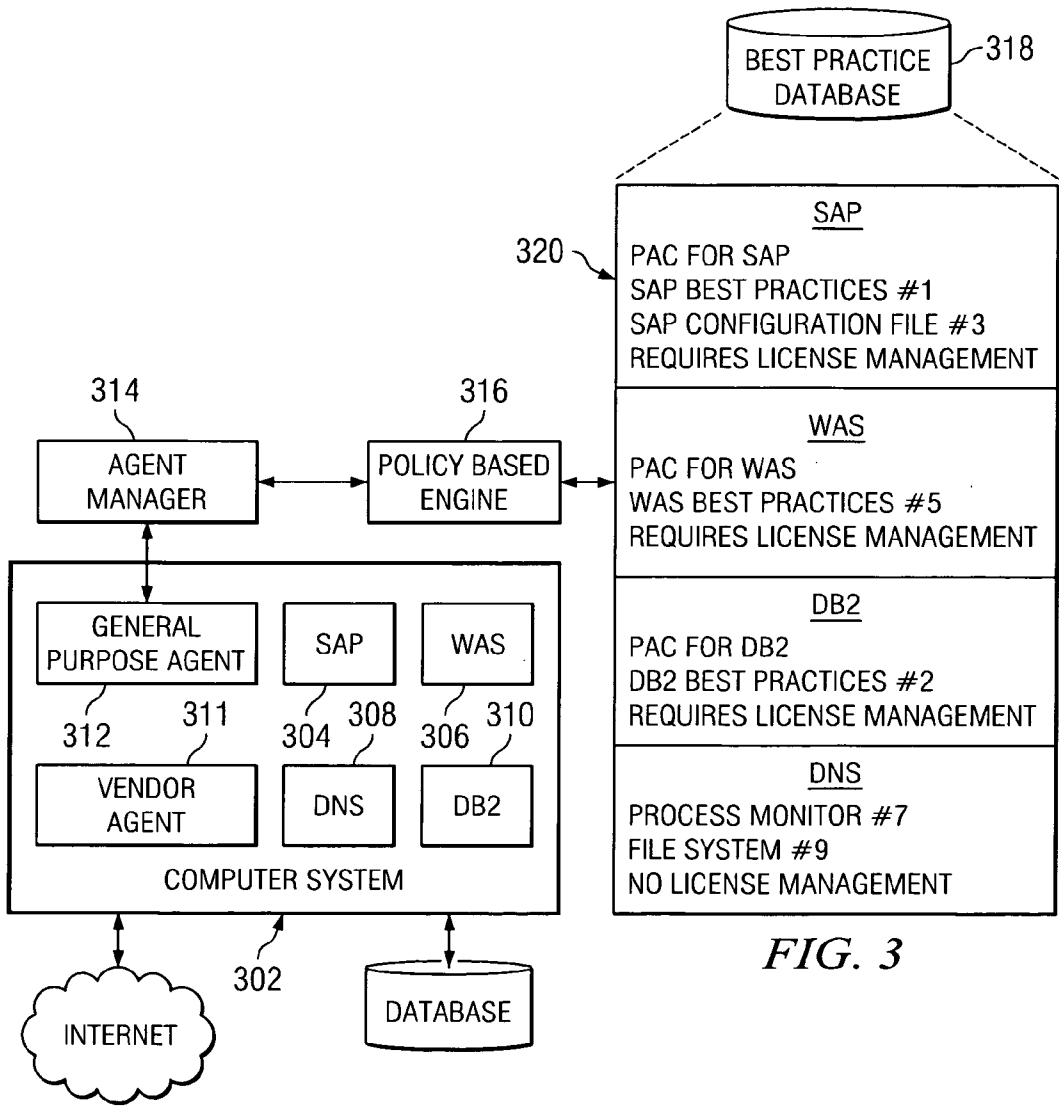 BEST PRACTICE
DATABASE
318
320
SAP
PAC FOR SAP
SAP BEST PRACTICES #1
SAP CONFIGURATION FILE #3
REQUIRES LICENSE MANAGEMENT
WAS
PAC FOR WAS
WAS BEST PRACTICES #5
REQUIRES LICENSE MANAGEMENT
DB2
PAC FOR DB2
DB2 BEST PRACTICES #2
REQUIRES LICENSE MANAGEMENT
DNS
PROCESS MONITOR #7
FILE SYSTEM #9
NO LICENSE MANAGEMENT
314
AGENT
MANAGER
316
POLICY BASED
ENGINE
GENERAL
PURPOSE AGENT
SAP
WAS
312
311
304
308
306
310
VENDOR
AGENT
DNS
DB2
COMPUTER SYSTEM
302
INTERNET
DATABASE
FIG. 3